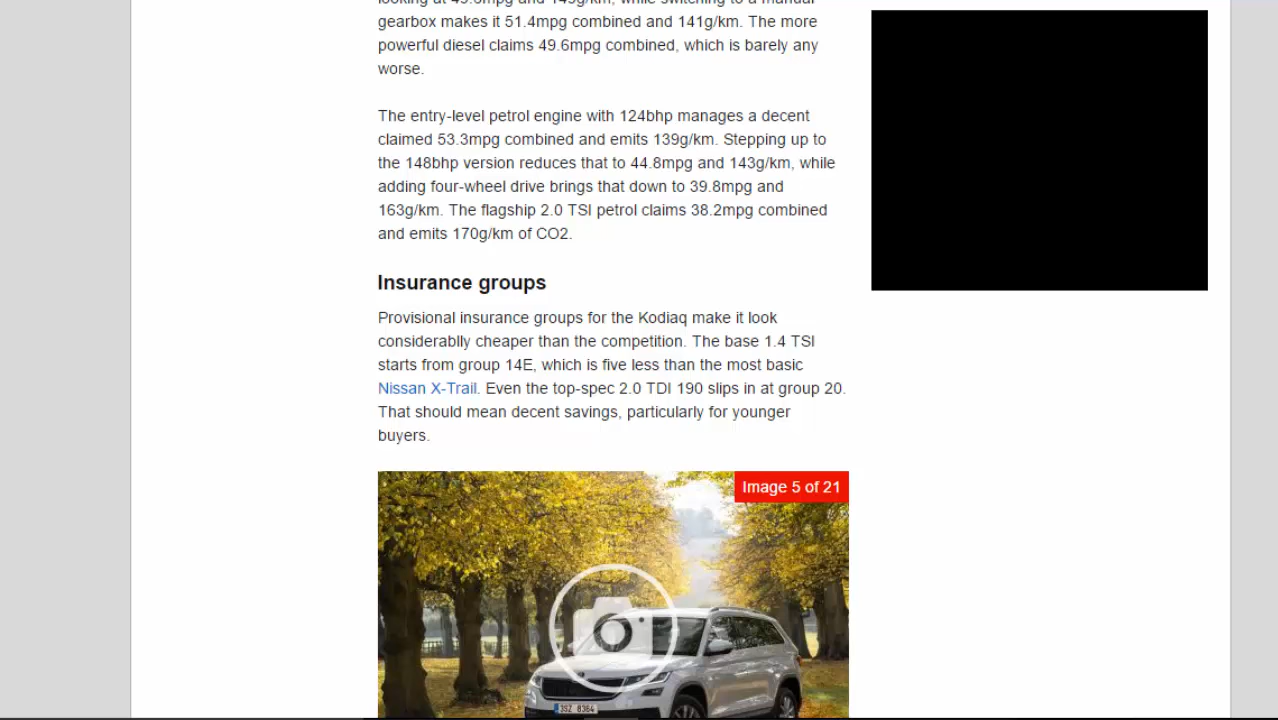 looking at 49.6mpg and 149g/km, while switching to a manual
gearbox makes it 51.4mpg combined and 141g/km. The more
powerful diesel claims 49.6mpg combined, which is barely any
worse.
The entry-level petrol engine with 124bhp manages a decent
claimed 53.3mpg combined and emits 139g/km. Stepping up to
the 148bhp version reduces that to 44.8mpg and 143g/km, while
adding four-wheel drive brings that down to 39.8mpg and
163g/km. The flagship 2.0 TSI petrol claims 38.2mpg combined
and emits 170g/km of CO2.
Insurance groups
Provisional insurance groups for the Kodiaq make it look
considerablly cheaper than the competition. The base 1.4 TSI
starts from group 14E, which is five less than the most basic
Nissan X-Trail. Even the top-spec 2.0 TDI 190 slips in at group 20.
That should mean decent savings, particularly for younger
buyers.
Image 5 of 21
3SZ 8364